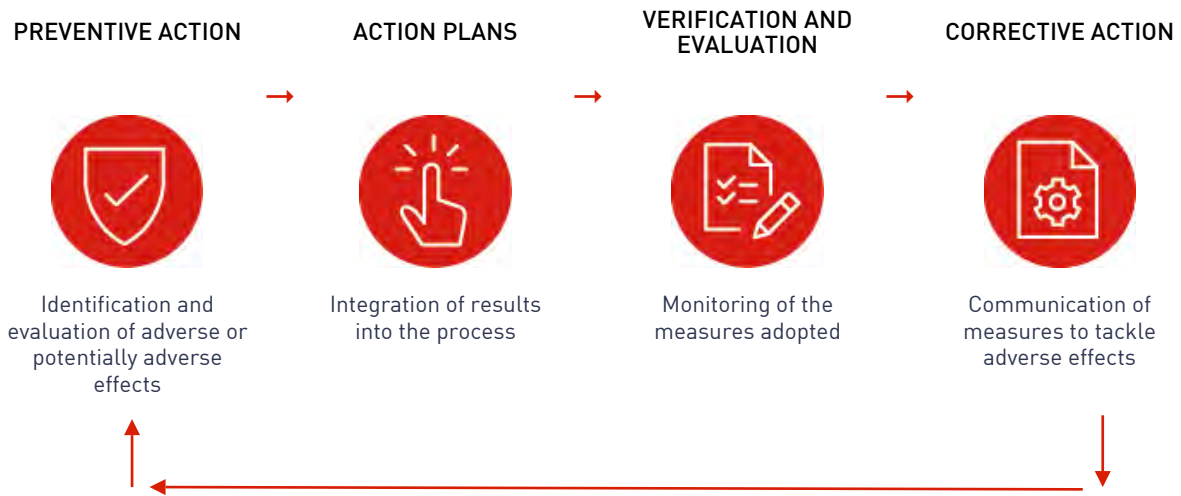 PREVENTIVE ACTION
Identification and
evaluation of adverse or
potentially adverse
effects
ACTION PLANS
Integration of results
into the process
VERIFICATION AND
EVALUATION
Monitoring of the
measures adopted
CORRECTIVE ACTION
Communication of
measures to tackle
adverse effects